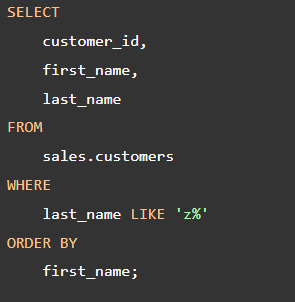 SELECT
    customer_id,
    first_name,
    last_name
FROM
    sales.customers
WHERE
    last_name LIKE 'z%'
ORDER BY
    first_name;